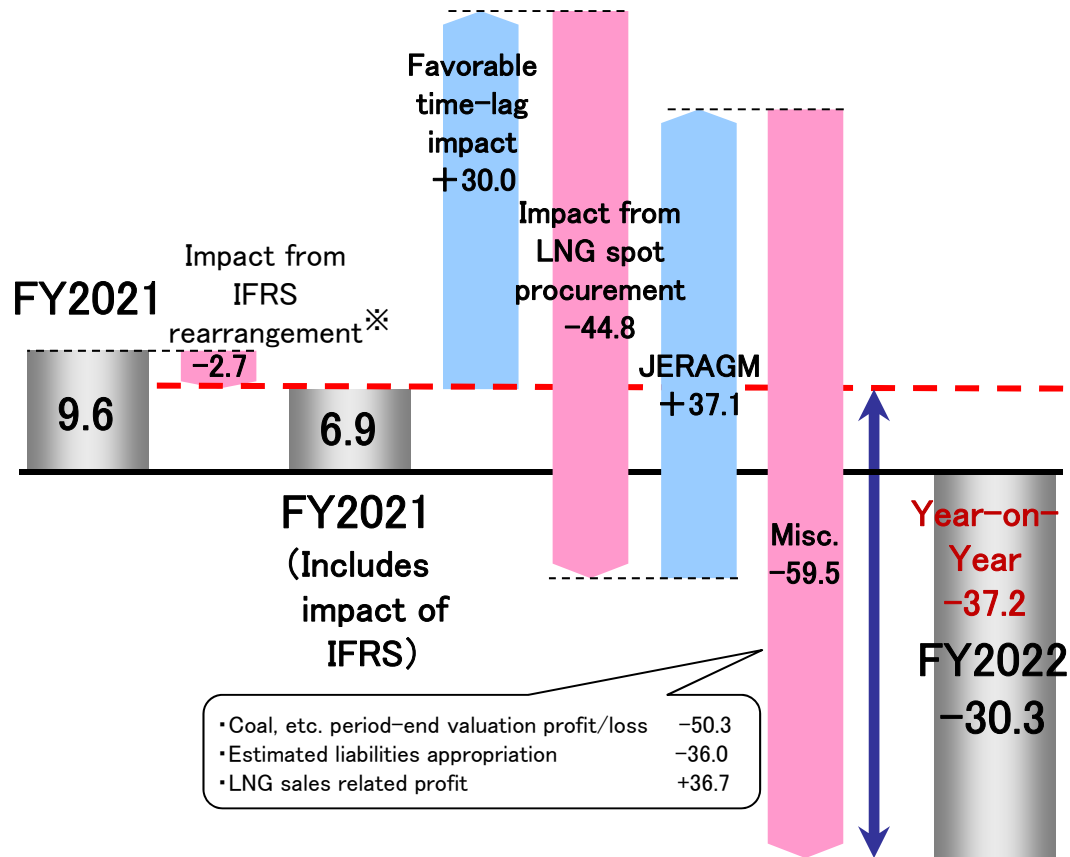 FY2021
9.6
Impact from
IFRS
rearrangement※
−2.7
6.9
FY2021
(Includes
impact of
IFRS)
Favorable
time−lag
impact
＋30.0
Impact from
LNG spot
procurement
−44.8
JERAGM
＋37.1
Misc.
−59.5
Year−on−
Year
−37.2
FY2022
−30.3
・Coal, etc. period−end valuation profit/loss −50.3
・Estimated liabilities appropriation −36.0
・LNG sales related profit +36.7